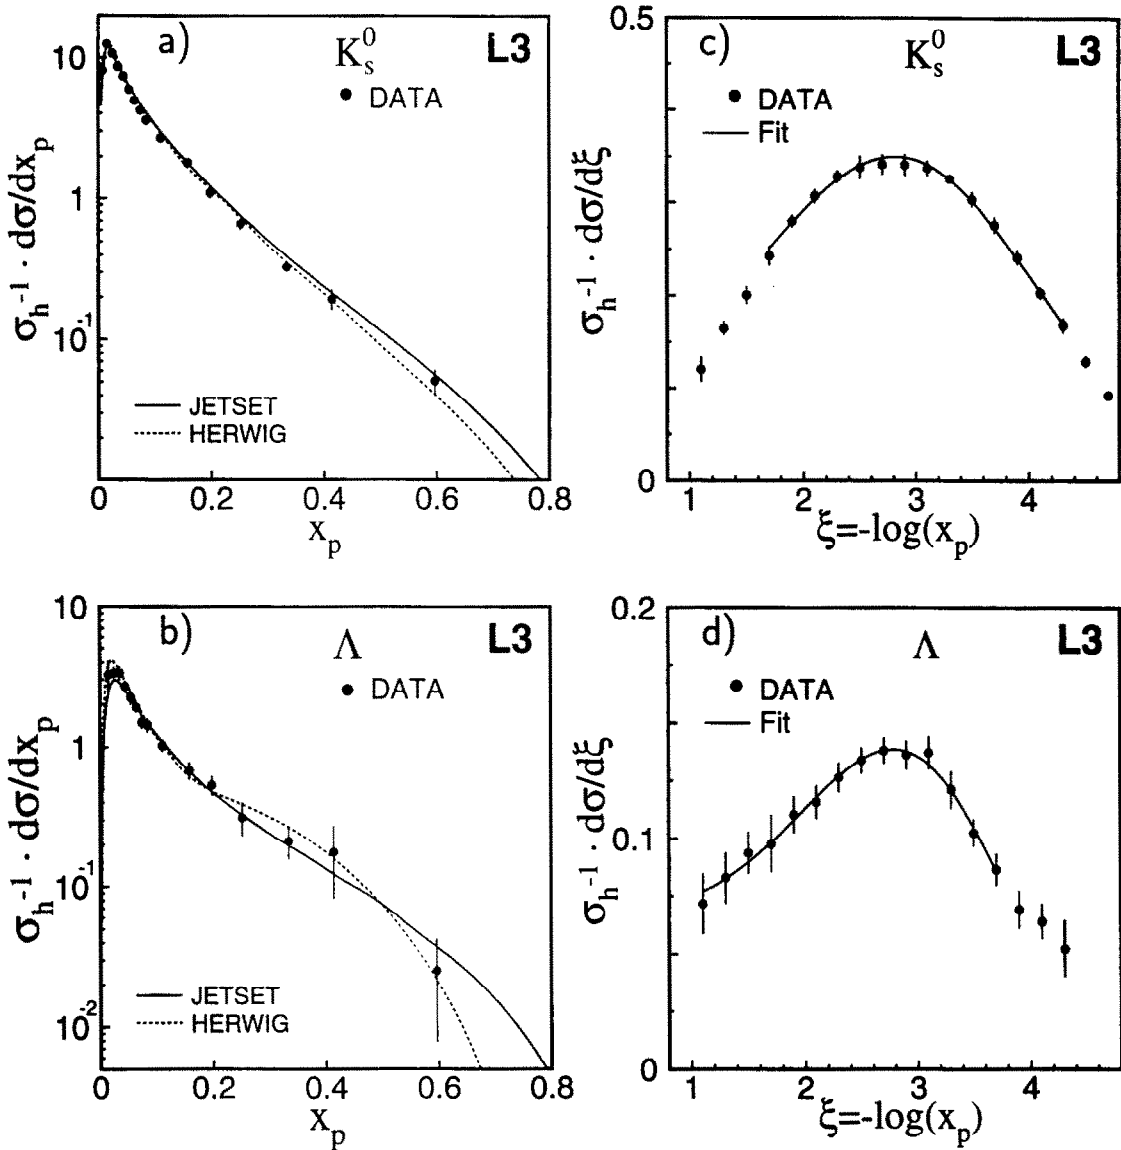 a) K⁰ₛ L3
● DATA
σₕ⁻¹ · dσ/dxₚ
10
1
10⁻¹
JETSET
HERWIG
0 0.2 0.4 0.6 0.8
xₚ
c) K⁰ₛ L3
● DATA
Fit
σₕ⁻¹ · dσ/dξ
0.5
0
1 2 3 4
ξ=-log(xₚ)
b) Λ L3
● DATA
σₕ⁻¹ · dσ/dxₚ
10
1
10⁻¹
10⁻²
JETSET
HERWIG
0 0.2 0.4 0.6 0.8
xₚ
d) Λ L3
● DATA
Fit
σₕ⁻¹ · dσ/dξ
0.2
0.1
0
1 2 3 4
ξ=-log(xₚ)